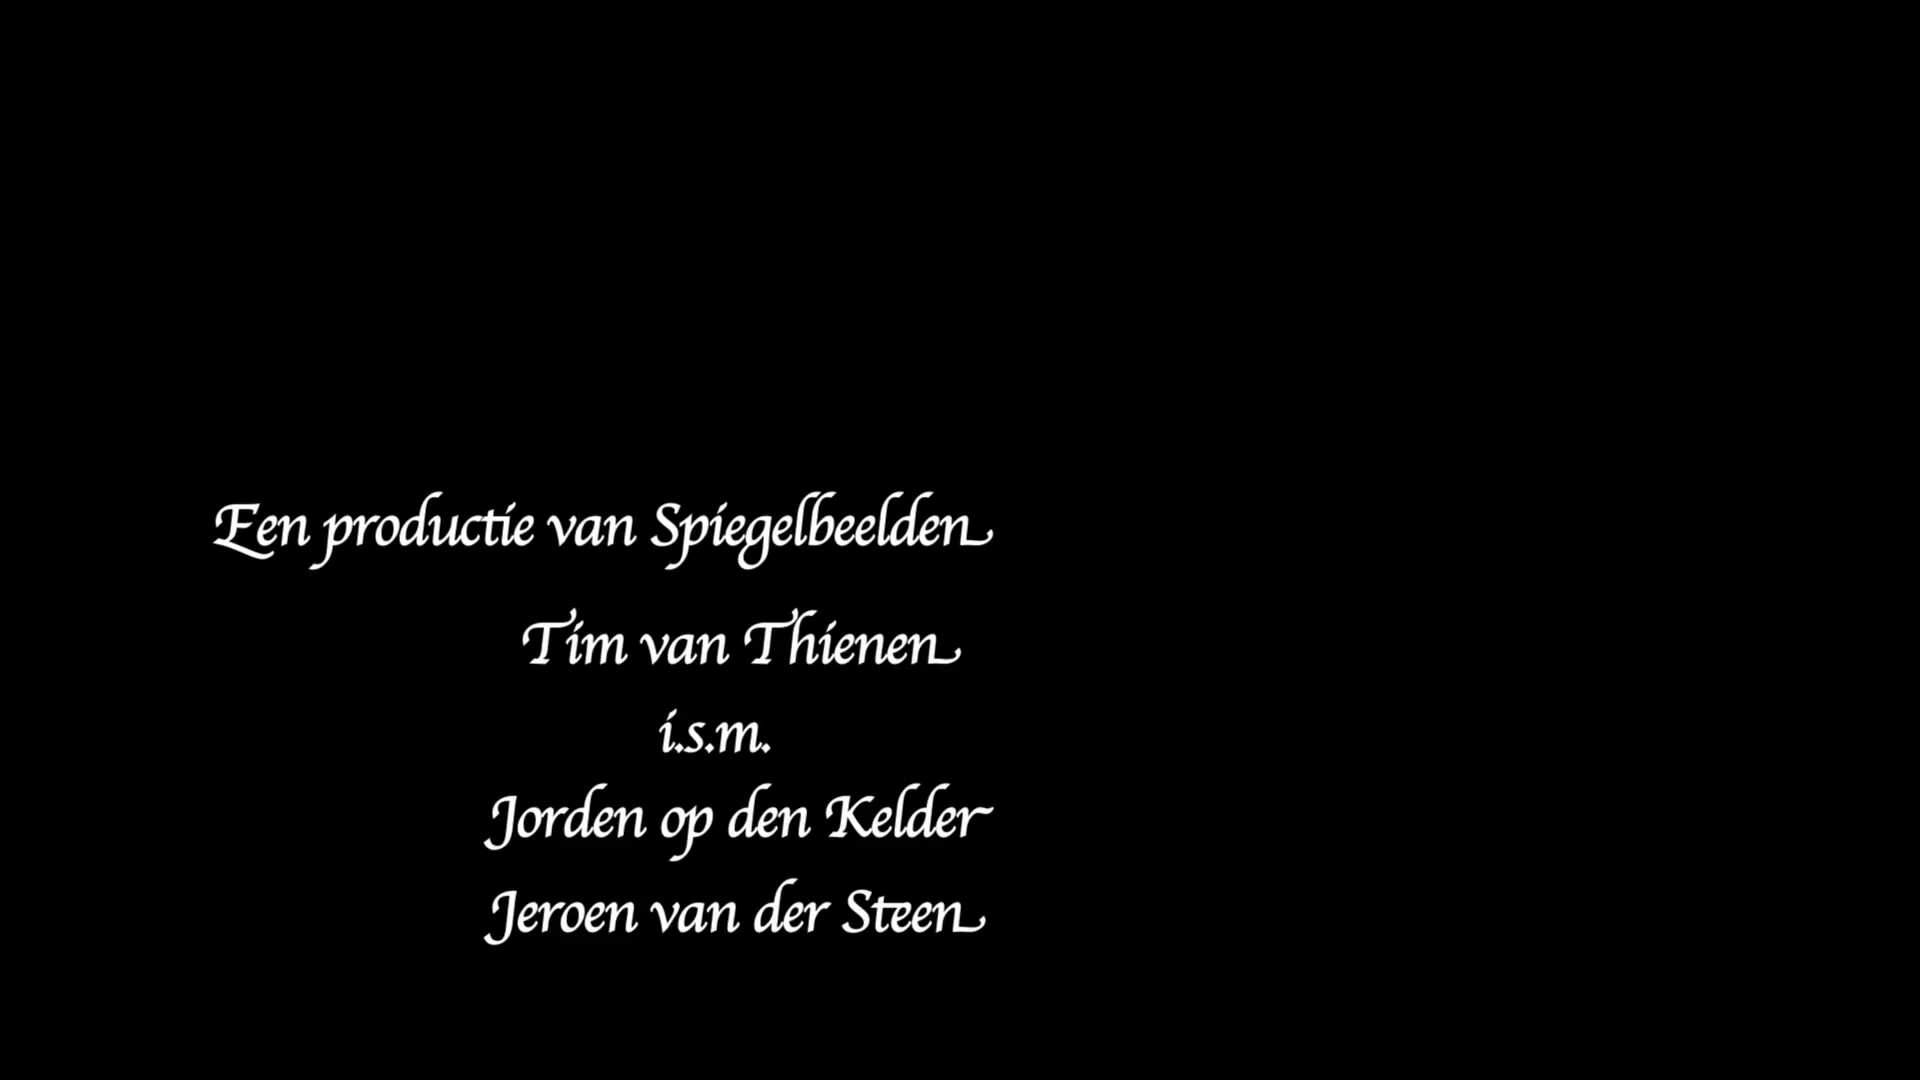 Een productie van Spiegelbeelden
Tim van Thienen
i.s.m.
Jorden op den Kelder
Jeroen van der Steen